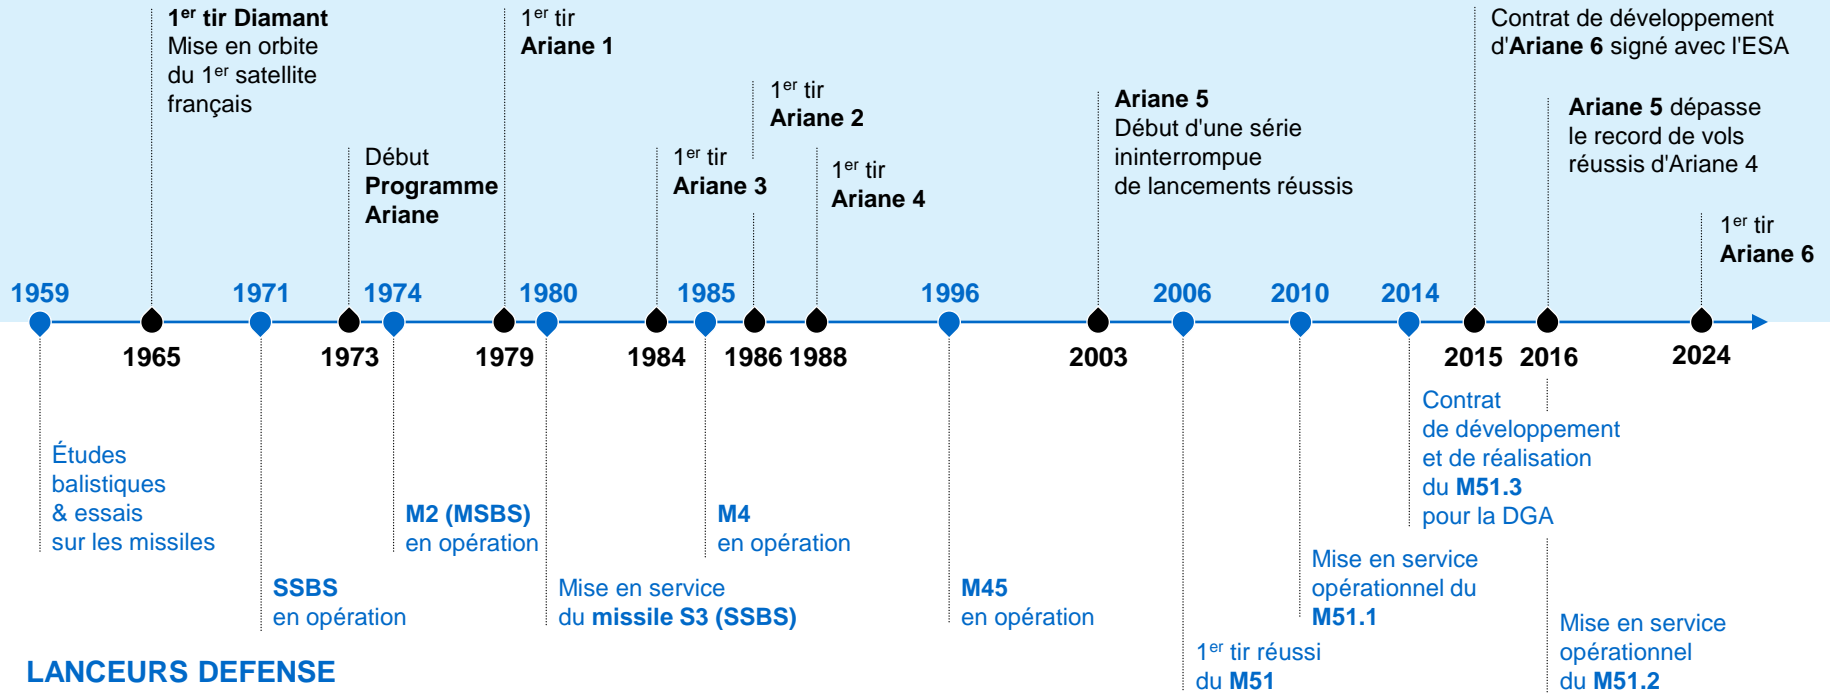 1er tir Diamant
Mise en orbite
du 1er satellite
français
Début
Programme
Ariane
1er tir
Ariane 1
1er tir
Ariane 3
1er tir
Ariane 2
1er tir
Ariane 4
Ariane 5
Début d'une série
ininterrompue
de lancements réussis
Contrat de développement
d'Ariane 6 signé avec l'ESA
Ariane 5 dépasse
le record de vols
réussis d'Ariane 4
1er tir
Ariane 6
1959 1971 1974 1980 1985 1996 2006 2010 2014
1965 1973 1979 1984 1986 1988 2003 2015 2016 2024
Études
balistiques
& essais
sur les missiles
SSBS
en opération
M2 (MSBS)
en opération
Mise en service
du missile S3 (SSBS)
M4
en opération
M45
en opération
1er tir réussi
du M51
Mise en service
opérationnel du
M51.1
Contrat
de développement
et de réalisation
du M51.3
pour la DGA
Mise en service
opérationnel
du M51.2
LANCEURS DEFENSE